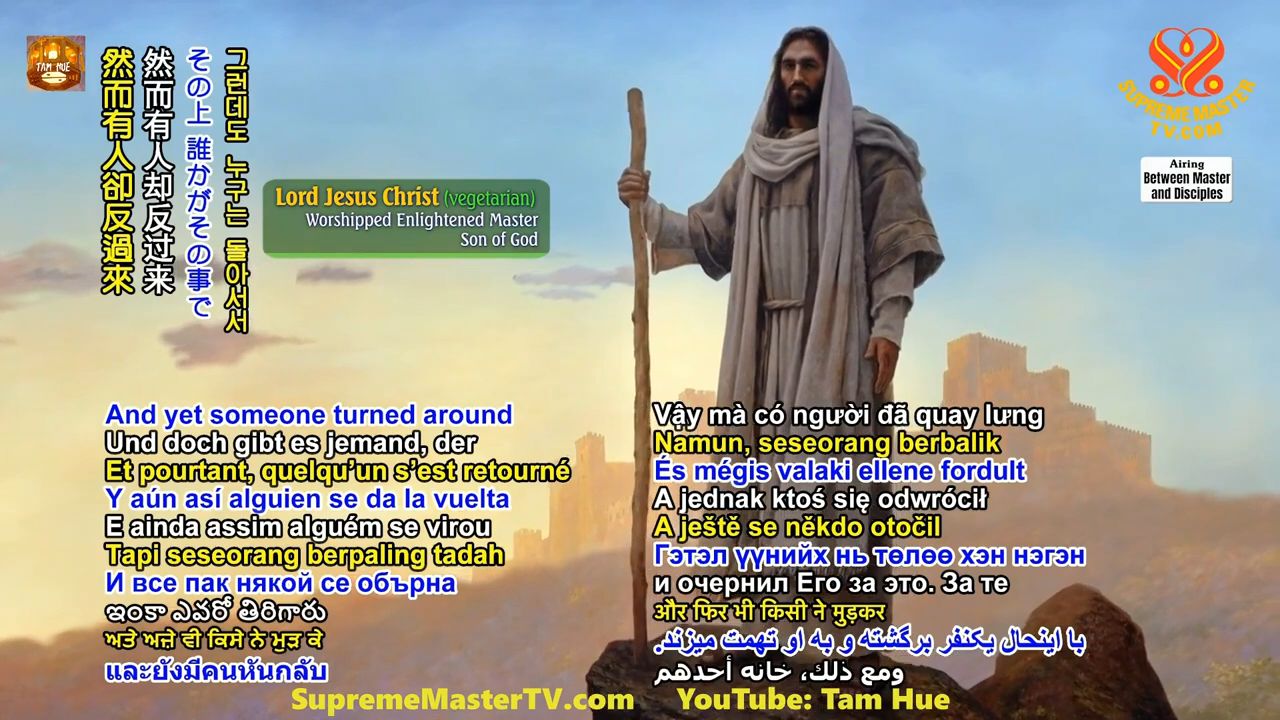 TAM HUE
然而有人卻反過來
然而有人却反过来
その上 誰かがその事で
그런데도 누구는 돌아서서
Lord Jesus Christ (vegetarian)
Worshipped Enlightened Master
Son of God
SUPREME MASTER
TV.COM
Airing
Between Master
and Disciples
And yet someone turned around
Und doch gibt es jemand, der
Et pourtant, quelqu’un s’est retourné
Y aún así alguien se da la vuelta
E ainda assim alguém se virou
Tapi seseorang berpaling tadah
И все пак някой се обърна
ఇంకా ఎవరో తిరిగారు
ਅਤੇ ਅਜੇ ਵੀ ਕਿਸੇ ਨੇ ਮੁੜ ਕੇ
และยังมีคนหันกลับ
Vậy mà có người đã quay lưng
Namun, seseorang berbalik
És mégis valaki ellene fordult
A jednak ktoś się odwrócił
A ještě se někdo otočil
Гэтэл үүнийх нь төлөө хэн нэгэн
и очернил Его за это. За те
और फिर भी किसी ने मुड़कर
با اینحال یکنفر برگشته و به او تهمت میزند.
ومع ذلك، خانه أحدهم
SupremeMasterTV.com YouTube: Tam Hue